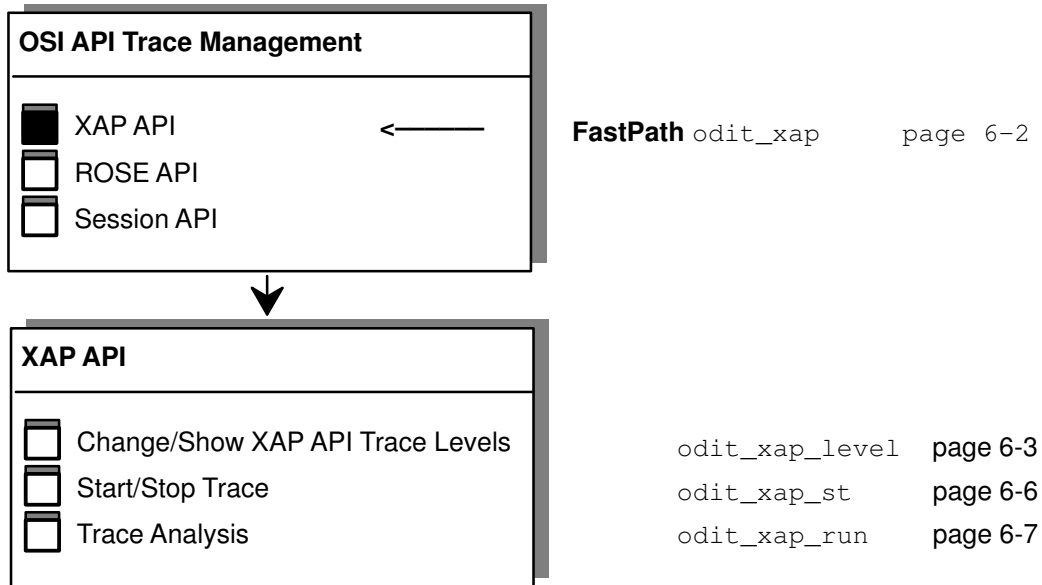 OSI API Trace Management
XAP API <—————— FastPath odit_xap page 6–2
ROSE API
Session API
XAP API
Change/Show XAP API Trace Levels odit_xap_level page 6-3
Start/Stop Trace odit_xap_st page 6-6
Trace Analysis odit_xap_run page 6-7